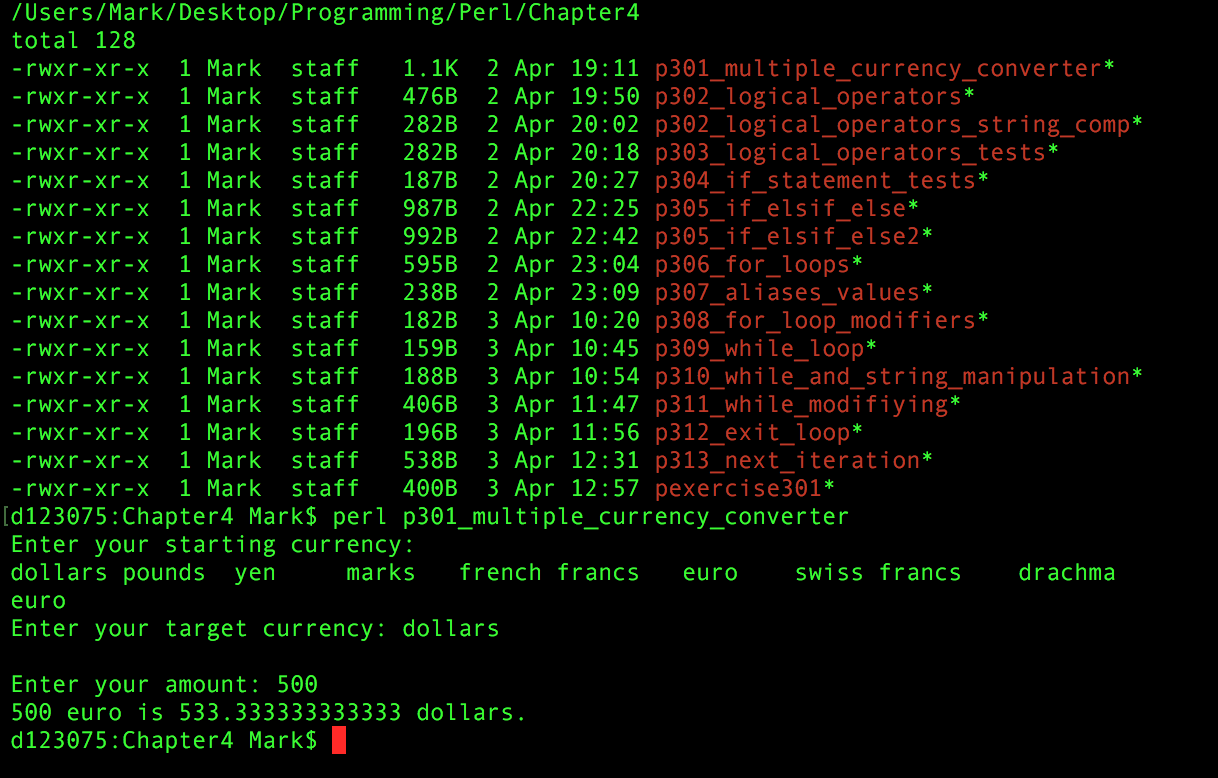 /Users/Mark/Desktop/Programming/Perl/Chapter4
total 128
-rwxr-xr-x  1 Mark  staff   1.1K  2 Apr 19:11 p301_multiple_currency_converter*
-rwxr-xr-x  1 Mark  staff   476B  2 Apr 19:50 p302_logical_operators*
-rwxr-xr-x  1 Mark  staff   282B  2 Apr 20:02 p302_logical_operators_string_comp*
-rwxr-xr-x  1 Mark  staff   282B  2 Apr 20:18 p303_logical_operators_tests*
-rwxr-xr-x  1 Mark  staff   187B  2 Apr 20:27 p304_if_statement_tests*
-rwxr-xr-x  1 Mark  staff   987B  2 Apr 22:25 p305_if_elsif_else*
-rwxr-xr-x  1 Mark  staff   992B  2 Apr 22:42 p305_if_elsif_else2*
-rwxr-xr-x  1 Mark  staff   595B  2 Apr 23:04 p306_for_loops*
-rwxr-xr-x  1 Mark  staff   238B  2 Apr 23:09 p307_aliases_values*
-rwxr-xr-x  1 Mark  staff   182B  3 Apr 10:20 p308_for_loop_modifiers*
-rwxr-xr-x  1 Mark  staff   159B  3 Apr 10:45 p309_while_loop*
-rwxr-xr-x  1 Mark  staff   188B  3 Apr 10:54 p310_while_and_string_manipulation*
-rwxr-xr-x  1 Mark  staff   406B  3 Apr 11:47 p311_while_modifiying*
-rwxr-xr-x  1 Mark  staff   196B  3 Apr 11:56 p312_exit_loop*
-rwxr-xr-x  1 Mark  staff   538B  3 Apr 12:31 p313_next_iteration*
-rwxr-xr-x  1 Mark  staff   400B  3 Apr 12:57 pexercise301*
[d123075:Chapter4 Mark$ perl p301_multiple_currency_converter
Enter your starting currency:
dollars pounds  yen     marks   french francs   euro    swiss francs    drachma
euro
Enter your target currency: dollars
Enter your amount: 500
500 euro is 533.333333333333 dollars.
d123075:Chapter4 Mark$